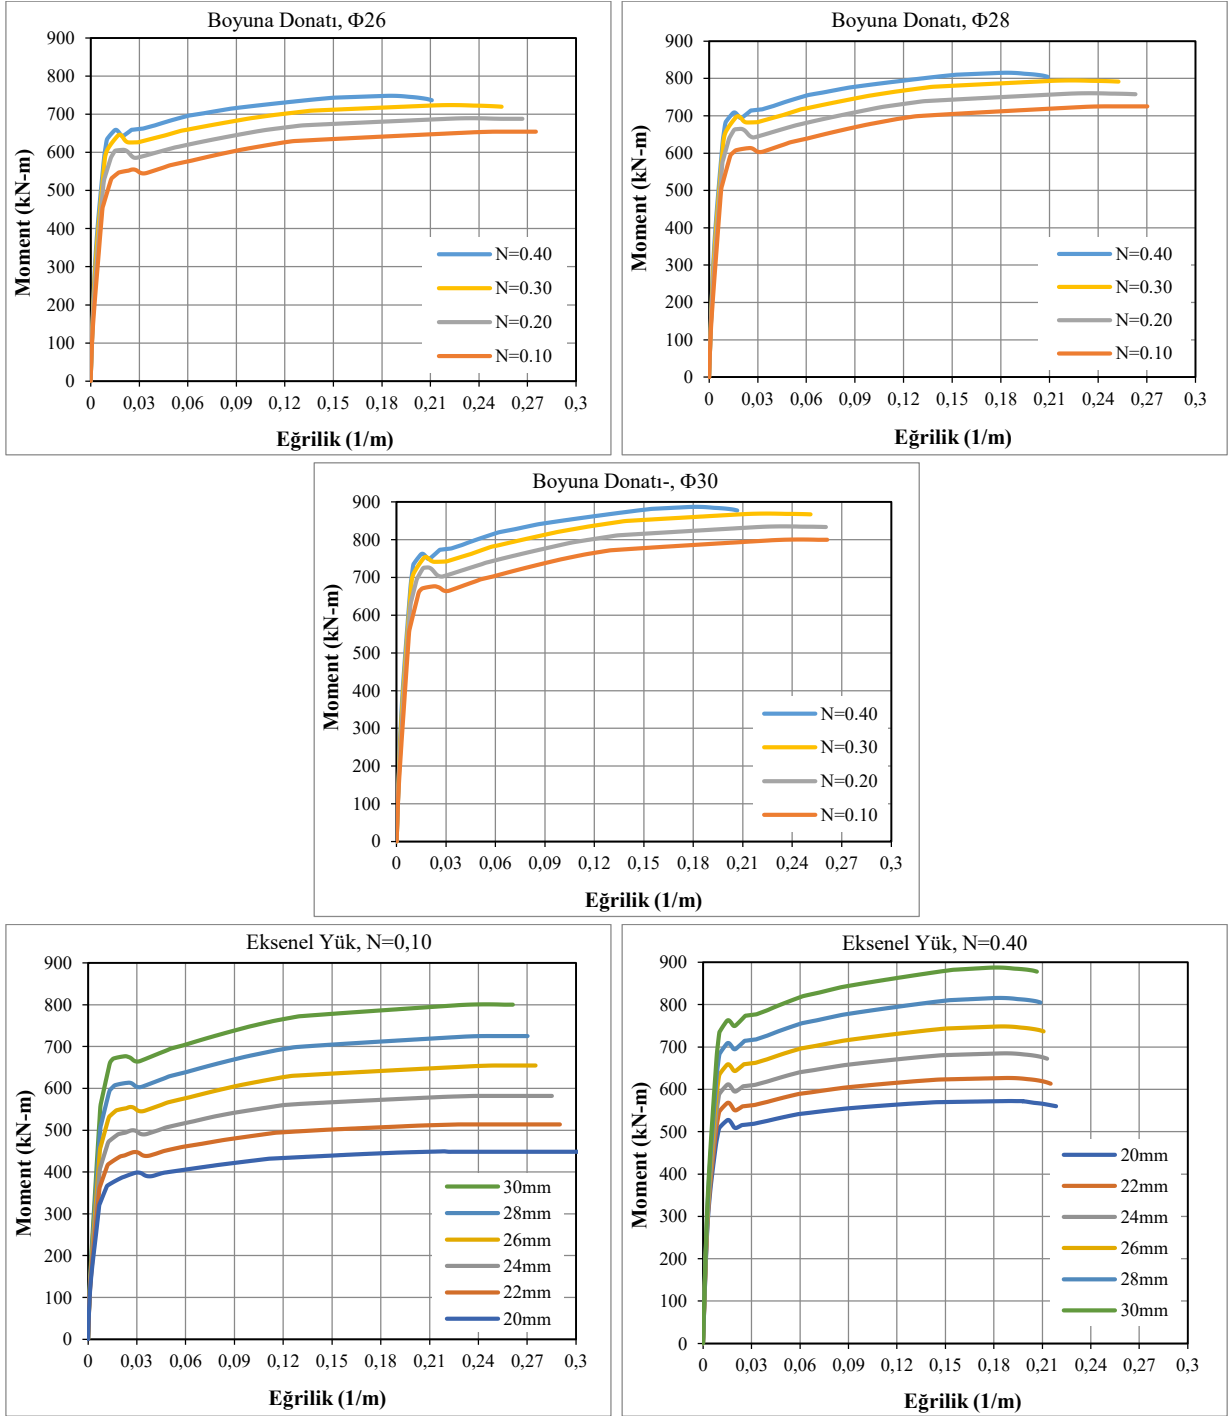 Boyuna Donatı, Φ26
900
800
700
600
500
400
300
200
100
0
Moment (kN-m)
N=0.40
N=0.30
N=0.20
N=0.10
0 0,03 0,06 0,09 0,12 0,15 0,18 0,21 0,24 0,27 0,3
Eğrilik (1/m)
Boyuna Donatı, Φ28
900
800
700
600
500
400
300
200
100
0
Moment (kN-m)
N=0.40
N=0.30
N=0.20
N=0.10
0 0,03 0,06 0,09 0,12 0,15 0,18 0,21 0,24 0,27 0,3
Eğrilik (1/m)
Boyuna Donatı-, Φ30
900
800
700
600
500
400
300
200
100
0
Moment (kN-m)
N=0.40
N=0.30
N=0.20
N=0.10
0 0,03 0,06 0,09 0,12 0,15 0,18 0,21 0,24 0,27 0,3
Eğrilik (1/m)
Eksenel Yük, N=0,10
900
800
700
600
500
400
300
200
100
0
Moment (kN-m)
30mm
28mm
26mm
24mm
22mm
20mm
0 0,03 0,06 0,09 0,12 0,15 0,18 0,21 0,24 0,27 0,3
Eğrilik (1/m)
Eksenel Yük, N=0.40
900
800
700
600
500
400
300
200
100
0
Moment (kN-m)
20mm
22mm
24mm
26mm
28mm
30mm
0 0,03 0,06 0,09 0,12 0,15 0,18 0,21 0,24 0,27 0,3
Eğrilik (1/m)